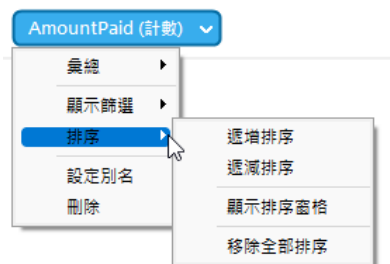 AmountPaid (計數)
彙總
顯示篩選
排序
設定別名
刪除
遞增排序
遞減排序
顯示排序窗格
移除全部排序